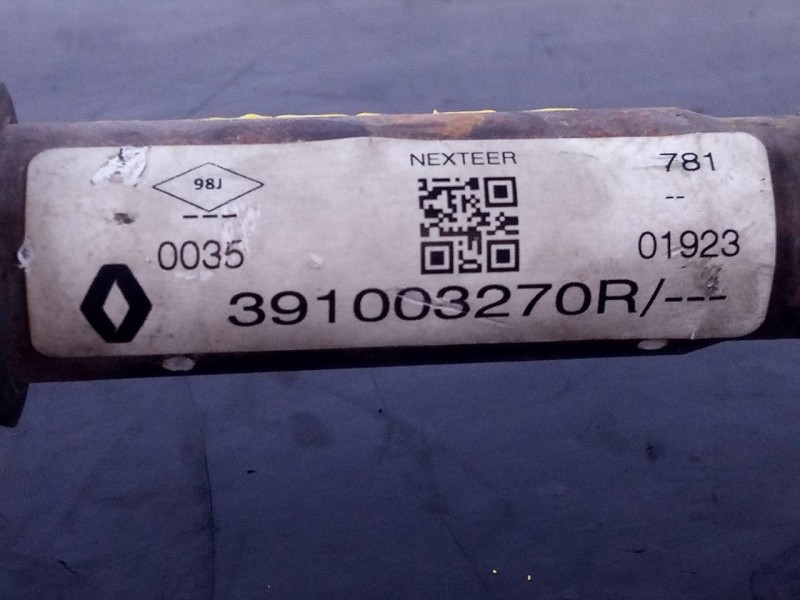 NEXTEER
781
98J
---
--
0035
01923
391003270R/---